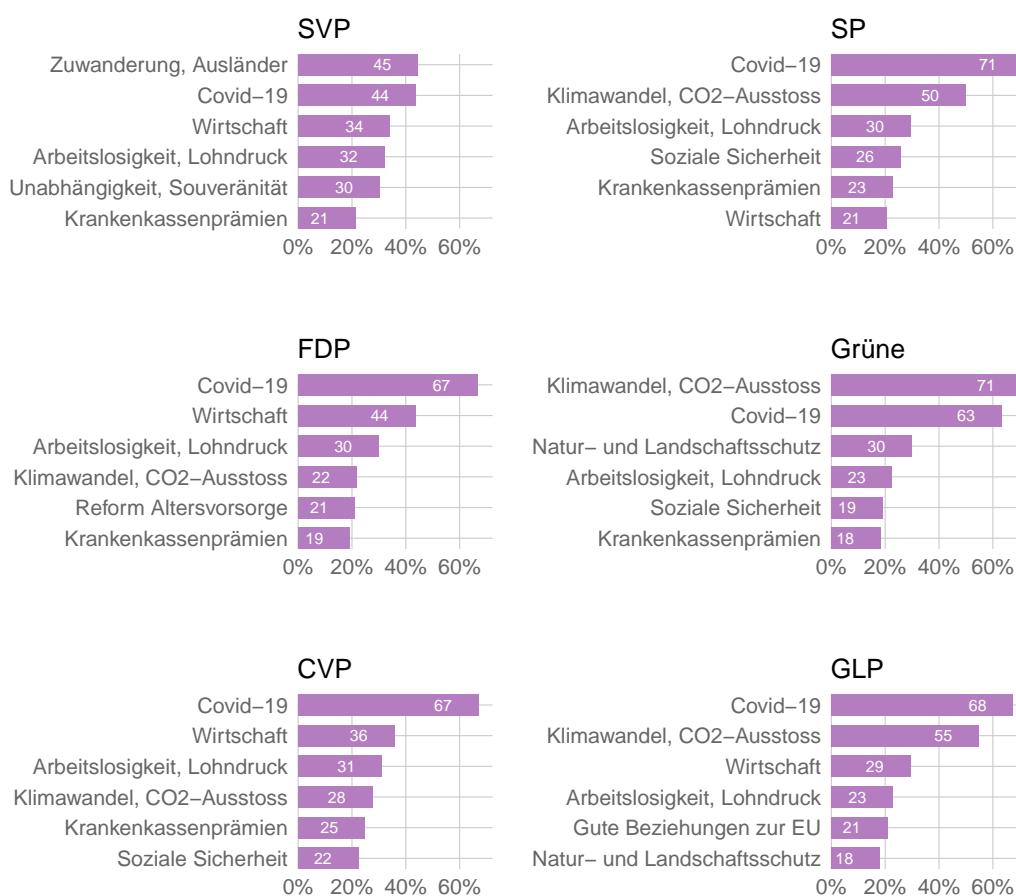 SVP
Zuwanderung, Ausländer 45
Covid−19 44
Wirtschaft 34
Arbeitslosigkeit, Lohndruck 32
Unabhängigkeit, Souveränität 30
Krankenkassenprämien 21
0% 20% 40% 60%
SP
Covid−19 71
Klimawandel, CO2−Ausstoss 50
Arbeitslosigkeit, Lohndruck 30
Soziale Sicherheit 26
Krankenkassenprämien 23
Wirtschaft 21
0% 20% 40% 60%
FDP
Covid−19 67
Wirtschaft 44
Arbeitslosigkeit, Lohndruck 30
Klimawandel, CO2−Ausstoss 22
Reform Altersvorsorge 21
Krankenkassenprämien 19
0% 20% 40% 60%
Grüne
Klimawandel, CO2−Ausstoss 71
Covid−19 63
Natur− und Landschaftsschutz 30
Arbeitslosigkeit, Lohndruck 23
Soziale Sicherheit 19
Krankenkassenprämien 18
0% 20% 40% 60%
CVP
Covid−19 67
Wirtschaft 36
Arbeitslosigkeit, Lohndruck 31
Klimawandel, CO2−Ausstoss 28
Krankenkassenprämien 25
Soziale Sicherheit 22
0% 20% 40% 60%
GLP
Covid−19 68
Klimawandel, CO2−Ausstoss 55
Wirtschaft 29
Arbeitslosigkeit, Lohndruck 23
Gute Beziehungen zur EU 21
Natur− und Landschaftsschutz 18
0% 20% 40% 60%